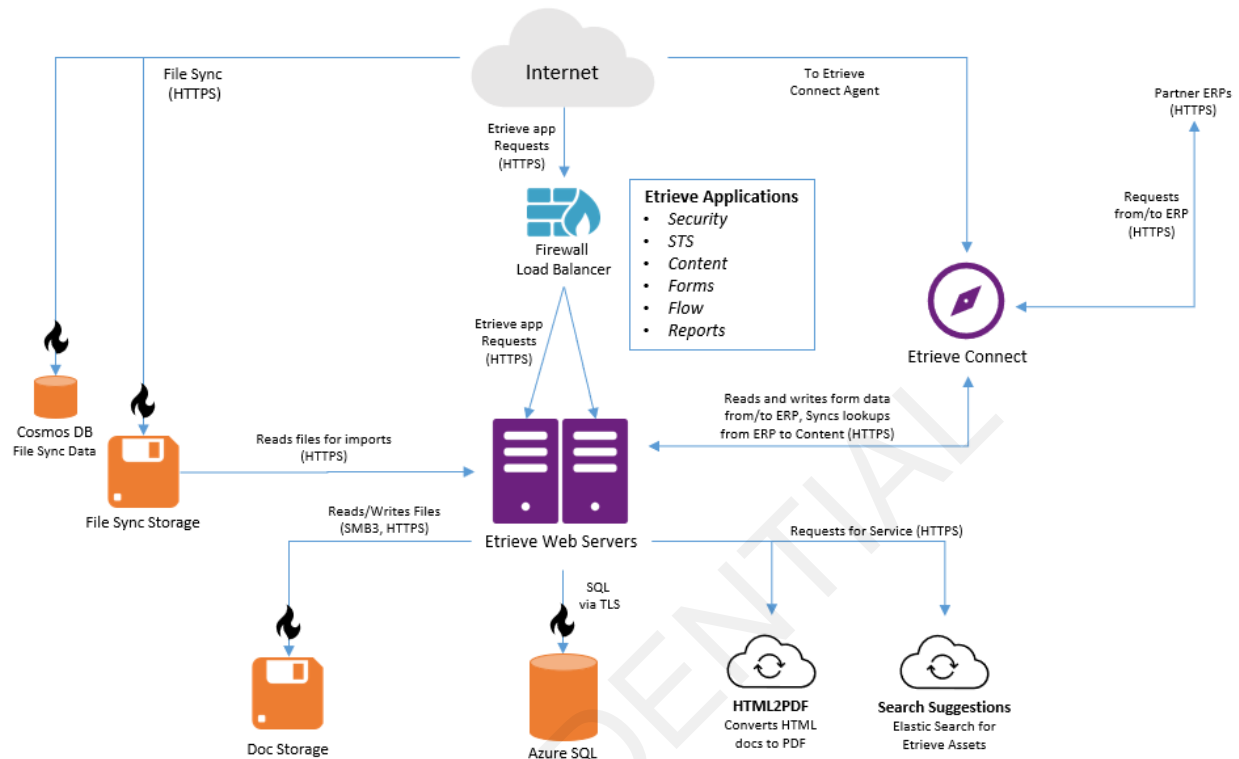 Internet
File Sync
(HTTPS)
To Etrieve
Connect Agent
Partner ERPs
(HTTPS)
Etrieve app
Requests
(HTTPS)
Etrieve Applications
• Security
• STS
• Content
• Forms
• Flow
• Reports
Requests
from/to ERP
(HTTPS)
Firewall
Load Balancer
Etrieve app
Requests
(HTTPS)
Etrieve Connect
Cosmos DB
File Sync Data
Reads and writes form data
from/to ERP, Syncs lookups
from ERP to Content (HTTPS)
Reads files for imports
(HTTPS)
File Sync Storage
Reads/Writes Files
(SMB3, HTTPS)
Etrieve Web Servers
Requests for Service (HTTPS)
SQL
via TLS
Doc Storage
Azure SQL
HTML2PDF
Converts HTML
docs to PDF
Search Suggestions
Elastic Search for
Etrieve Assets
DENTIAL